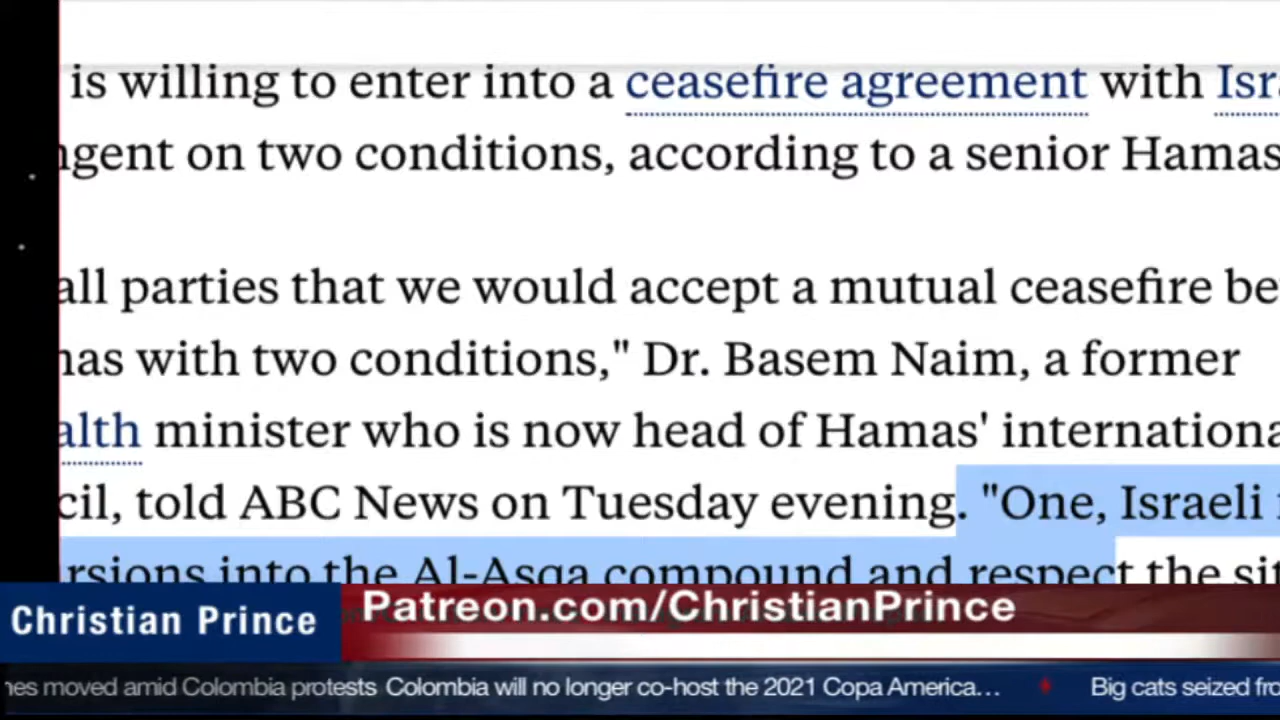 is willing to enter into a ceasefire agreement with Isr
ngent on two conditions, according to a senior Hamas
all parties that we would accept a mutual ceasefire be
has with two conditions," Dr. Basem Naim, a former
alth minister who is now head of Hamas' internationa
cil, told ABC News on Tuesday evening. "One, Israeli
rsions into the Al-Aqsa compound and respect the sit
Christian Prince
Patreon.com/ChristianPrince
nes moved amid Colombia protests Colombia will no longer co-host the 2021 Copa America... Big cats seized fro